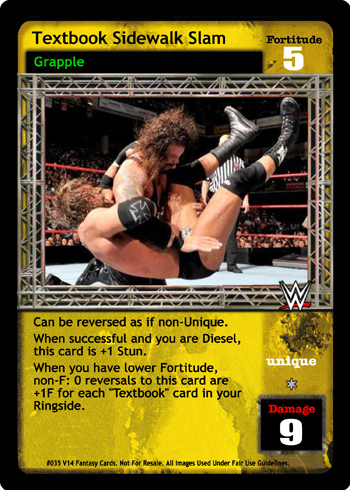 Textbook Sidewalk Slam
Fortitude
5
Grapple
W
Can be reversed as if non-Unique.
When successful and you are Diesel,
this card is +1 Stun.
When you have lower Fortitude,
non-F: 0 reversals to this card are
+1F for each "Textbook" card in your
Ringside.
unique
Damage
9
#035 V14 Fantasy Cards. Not For Resale. All Images Used Under Fair Use Guidelines.